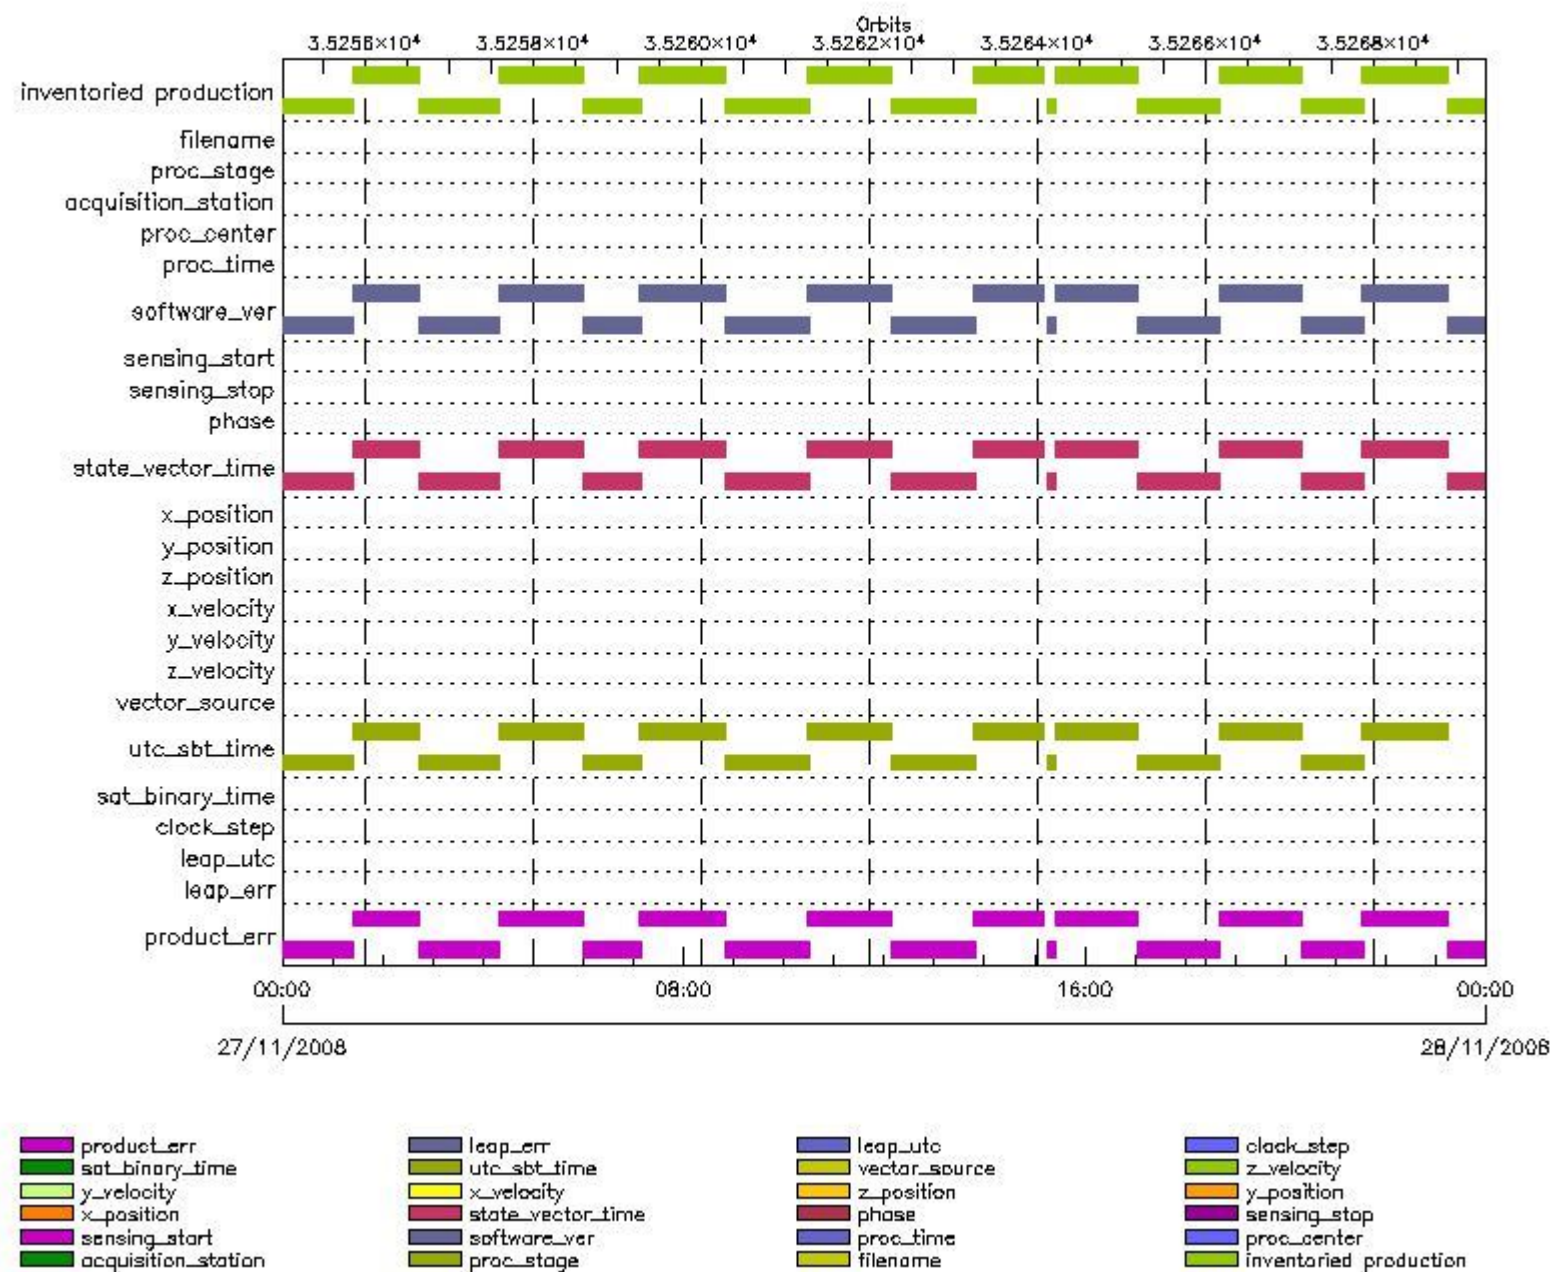 Orbits
3.5256×10⁴ 3.5258×10⁴ 3.5260×10⁴ 3.5262×10⁴ 3.5264×10⁴ 3.5266×10⁴ 3.5268×10⁴
inventoried production
filename
proc_stage
acquisition_station
proc_center
proc_time
software_ver
sensing_start
sensing_stop
phase
state_vector_time
x_position
y_position
z_position
x_velocity
y_velocity
z_velocity
vector_source
utc_sbt_time
sat_binary_time
clock_step
leap_utc
leap_err
product_err
00:00 08:00 16:00 00:00
27/11/2008 28/11/2008
product_err leap_err leap_utc clock_step
sat_binary_time utc_sbt_time vector_source z_velocity
y_velocity x_velocity z_position y_position
x_position state_vector_time phase sensing_stop
sensing_start software_ver proc_time proc_center
acquisition_station proc_stage filename inventoried production